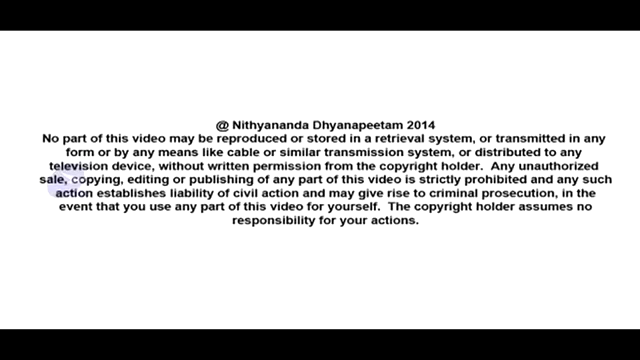 @ Nithyananda Dhyanapeetam 2014
No part of this video may be reproduced or stored in a retrieval system, or transmitted in any
form or by any means like cable or similar transmission system, or distributed to any
television device, without written permission from the copyright holder.  Any unauthorized
sale, copying, editing or publishing of any part of this video is strictly prohibited and any such
action establishes liability of civil action and may give rise to criminal prosecution, in the
event that you use any part of this video for yourself.  The copyright holder assumes no
responsibility for your actions.